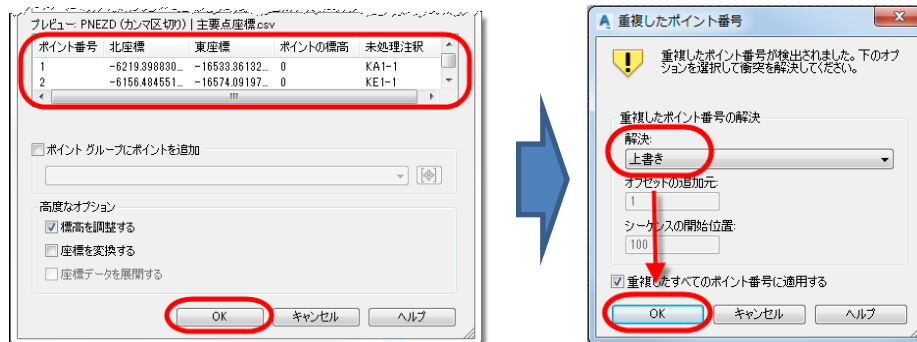 プレビュー: PNEZD (カンマ区切り) | 主要点座標.csv
ポイント番号 北座標 東座標 ポイントの標高 未処理注釈
1 -6219.398830... -16533.36132... 0 KA1-1
2 -6156.484551... -16574.09197... 0 KE1-1
ポイント グループにポイントを追加
高度なオプション
標高を調整する
座標を変換する
座標データを展開する
OK キャンセル ヘルプ
重複したポイント番号
重複したポイント番号が検出されました。下のオプ
ションを選択して衝突を解決してください。
重複したポイント番号の解決
解決:
上書き
オフセットの追加元:
1
シーケンスの開始位置:
100
重複したすべてのポイント番号に適用する
OK キャンセル ヘルプ